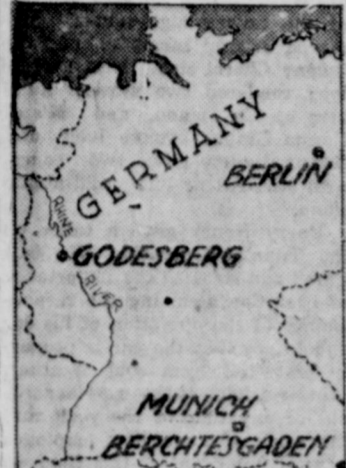 GERMANY
BERLIN
RHINE
GODESBERG
RIVER
MUNICH
BERCHTESGADEN